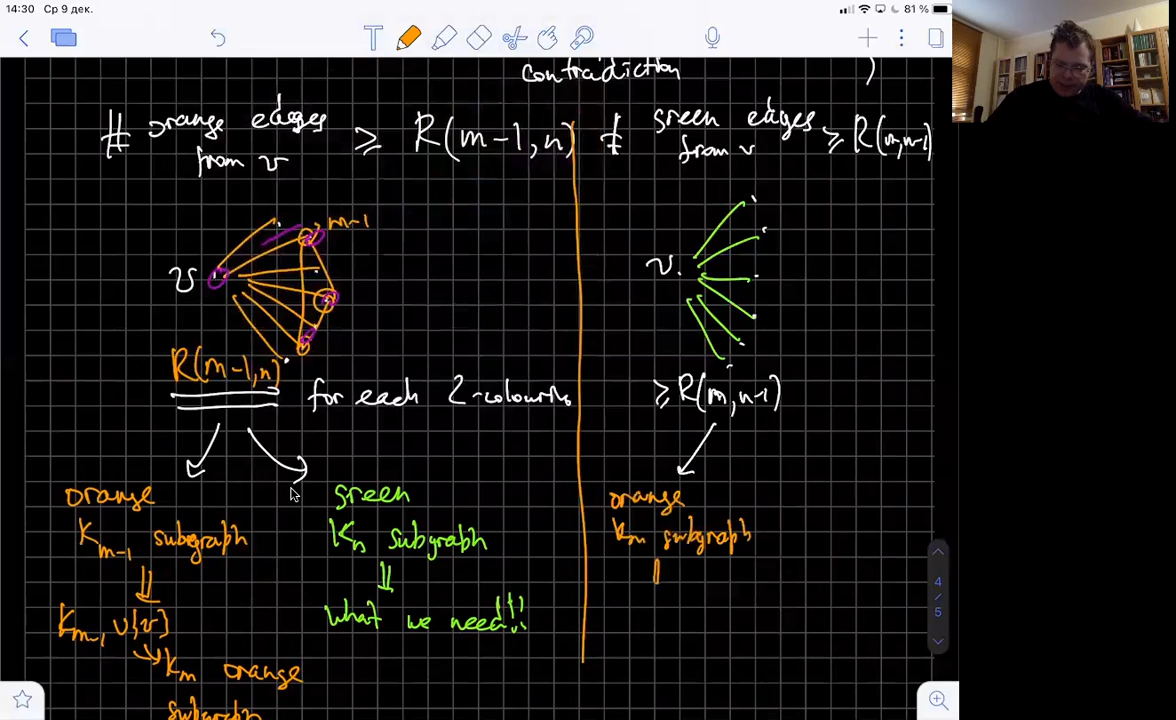 14:30 Ср 9 дек.
81 %
contradiction
# orange edges from v ≥ R(m-1, n)
# green edges from v ≥ R(m,n-1)
m-1
v
v.
R(m-1,n)
for each 2-colouring
≥ R(m, n-1)
orange
K_{m-1} subgraph
⇓
K_{m-1} ∪ {v}
↘ K_m orange
subgraph
green
K_n subgraph
⇓
what we need!!!
orange
K_m subgraph
4
/
5